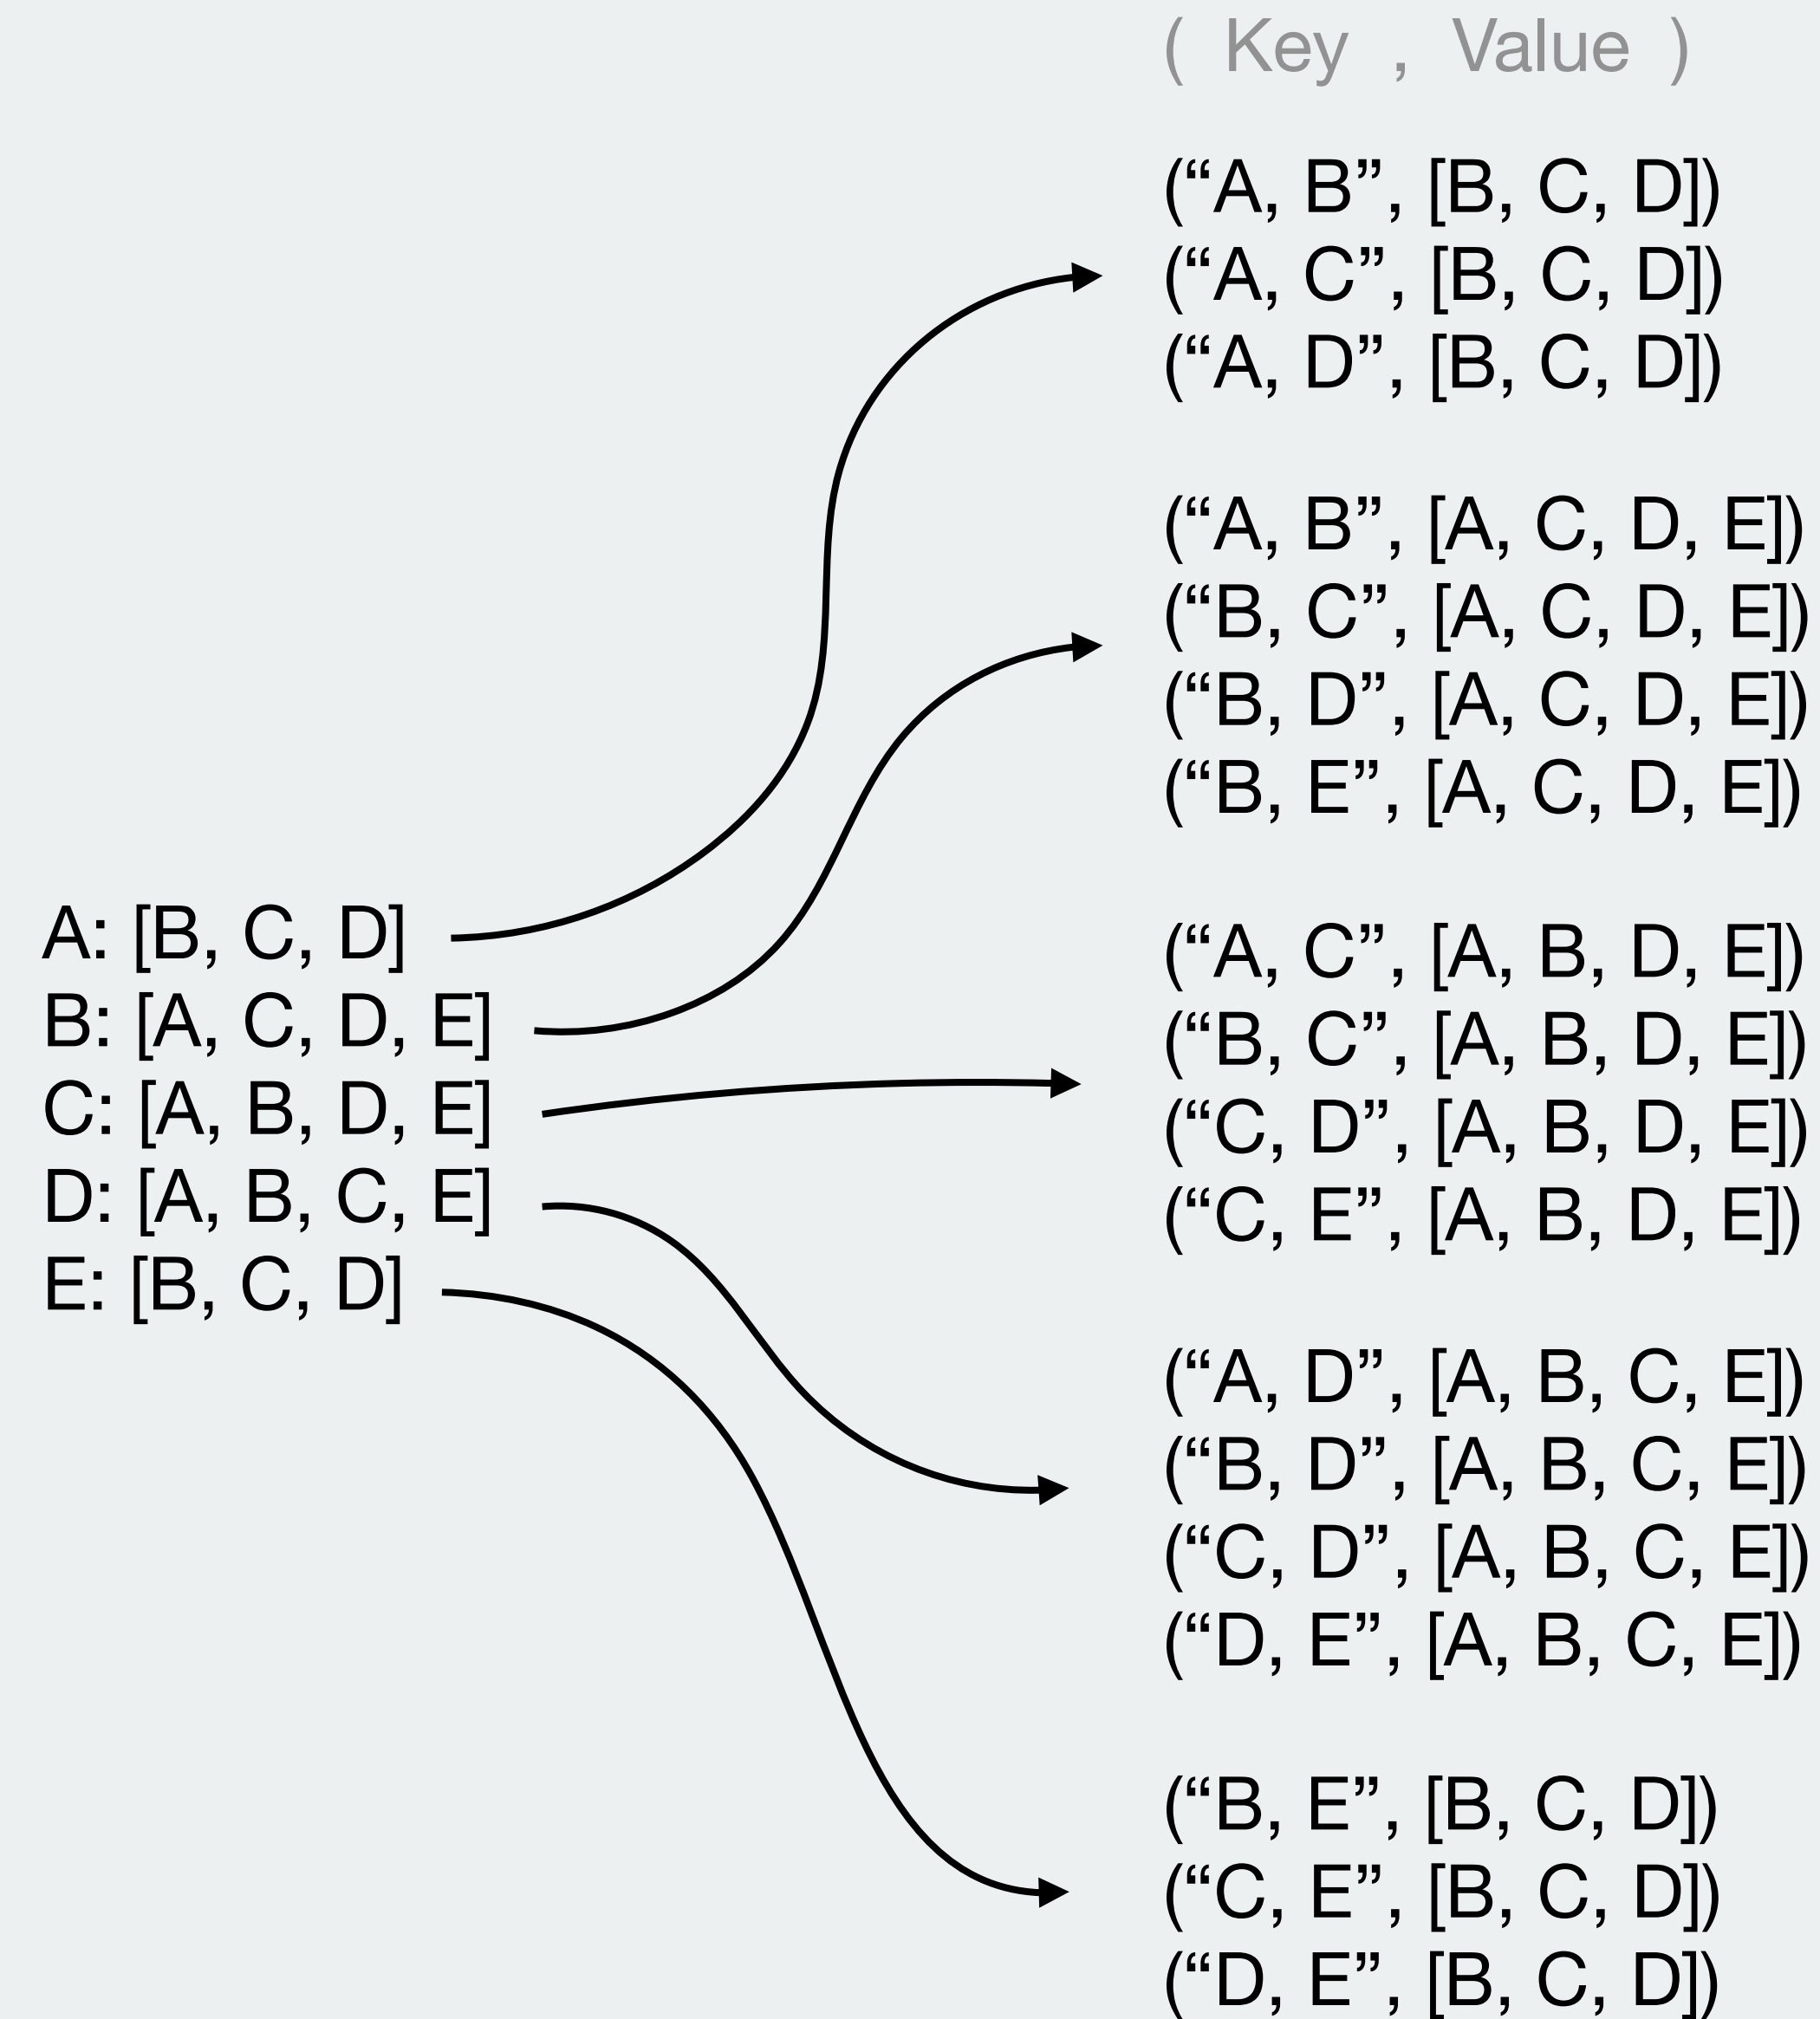 ( Key , Value )
(“A, B”, [B, C, D])
(“A, C”, [B, C, D])
(“A, D”, [B, C, D])
(“A, B”, [A, C, D, E])
(“B, C”, [A, C, D, E])
(“B, D”, [A, C, D, E])
(“B, E”, [A, C, D, E])
A: [B, C, D]
B: [A, C, D, E]
C: [A, B, D, E]
D: [A, B, C, E]
E: [B, C, D]
(“A, C”, [A, B, D, E])
(“B, C”, [A, B, D, E])
(“C, D”, [A, B, D, E])
(“C, E”, [A, B, D, E])
(“A, D”, [A, B, C, E])
(“B, D”, [A, B, C, E])
(“C, D”, [A, B, C, E])
(“D, E”, [A, B, C, E])
(“B, E”, [B, C, D])
(“C, E”, [B, C, D])
(“D, E”, [B, C, D])